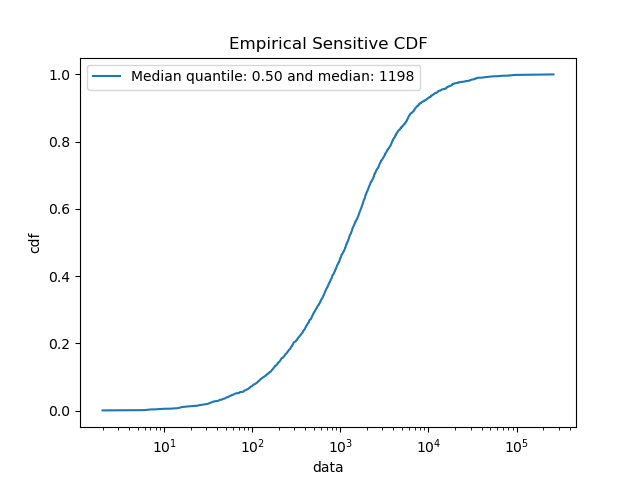 Empirical Sensitive CDF
Median quantile: 0.50 and median: 1198
1.0
0.8
0.6
0.4
0.2
0.0
cdf
10¹ 10² 10³ 10⁴ 10⁵
data